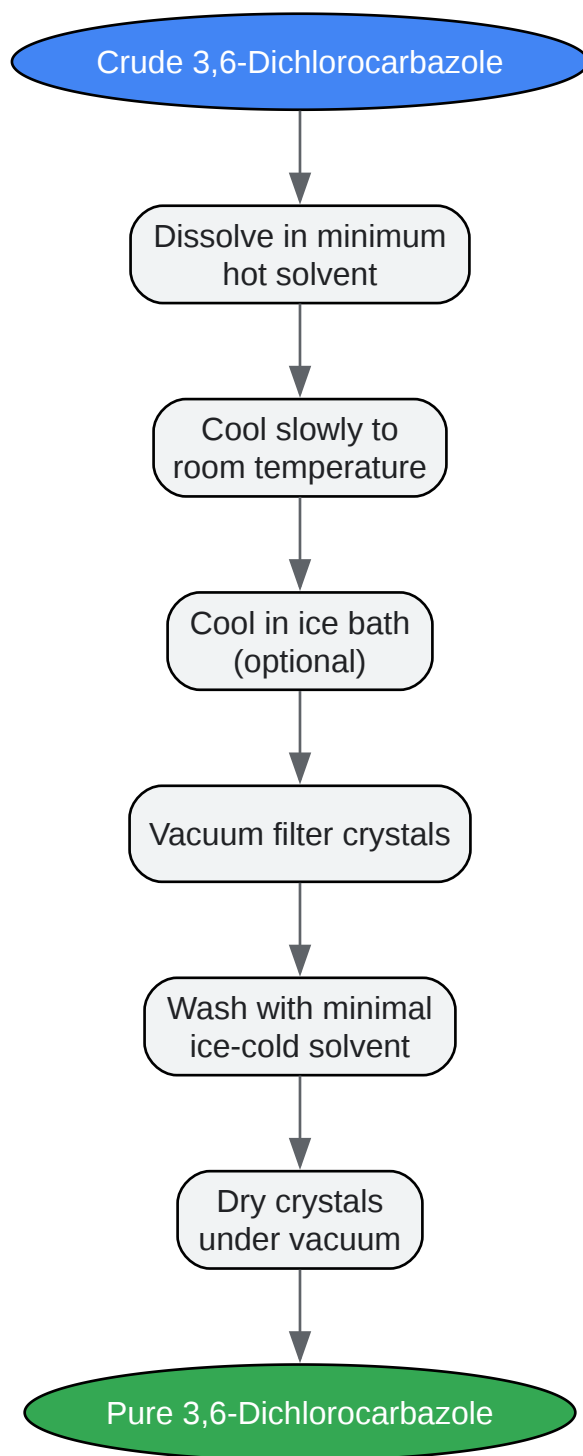 Crude 3,6-Dichlorocarbazole
Dissolve in minimum
hot solvent
Cool slowly to
room temperature
Cool in ice bath
(optional)
Vacuum filter crystals
Wash with minimal
ice-cold solvent
Dry crystals
under vacuum
Pure 3,6-Dichlorocarbazole